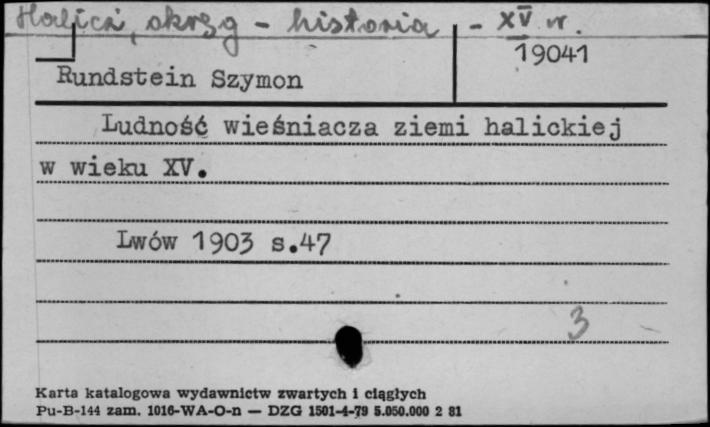 Halicz, okręg - historia - XV w.
19041
Rundstein Szymon
Ludność wieśniacza ziemi halickiej
w wieku XV.
Lwów 1903 s.47
3
Karta katalogowa wydawnictw zwartych i ciągłych
Pu-B-144 zam. 1016-WA-O-n — DZG 1501-4-79 5.050.000 2 81